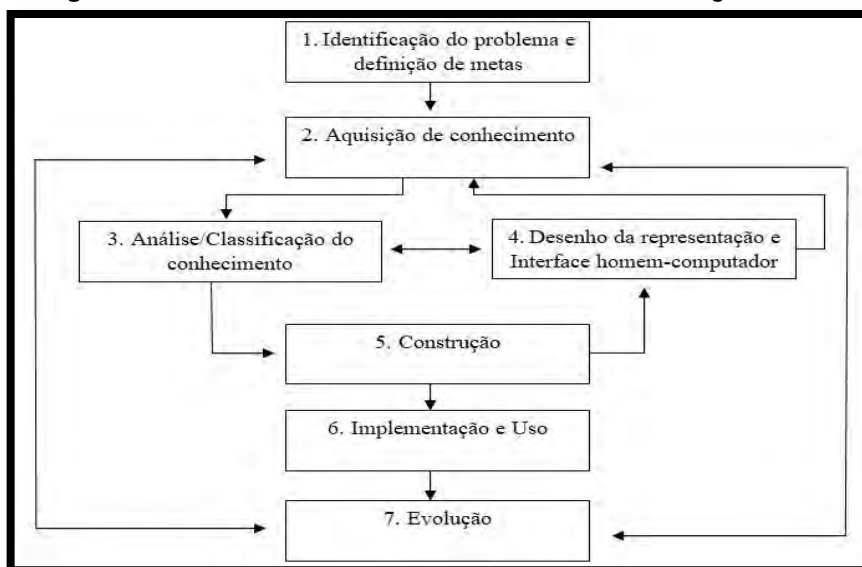 1. Identificação do problema e
definição de metas
2. Aquisição de conhecimento
3. Análise/Classificação do
conhecimento
4. Desenho da representação e
Interface homem-computador
5. Construção
6. Implementação e Uso
7. Evolução